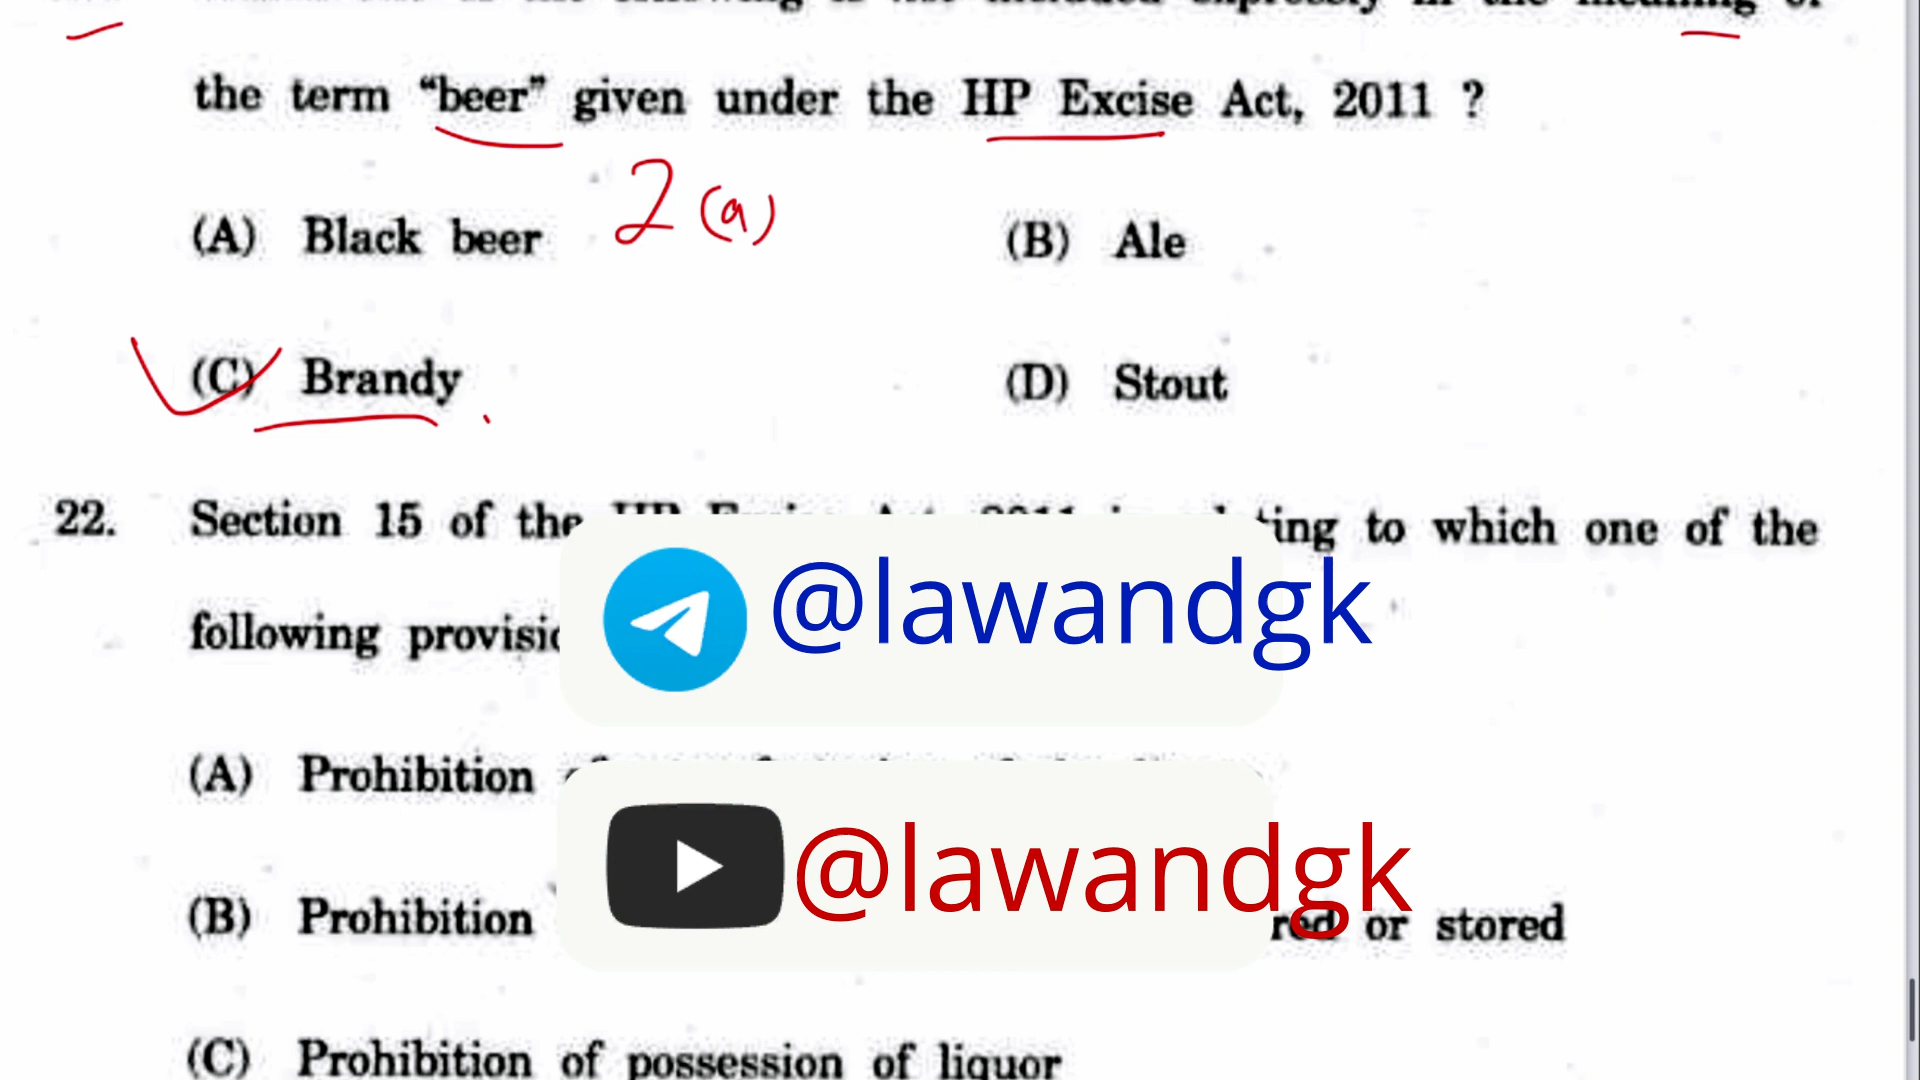 the term “beer” given under the HP Excise Act, 2011 ?
2 (a)
(A) Black beer
(B) Ale
(C) Brandy
(D) Stout
22. Section 15 of the ting to which one of the
following
@lawandgk
(A) Prohibition
@lawandgk
(B) Prohibition or stored
(C) Prohibition of possession of liquor